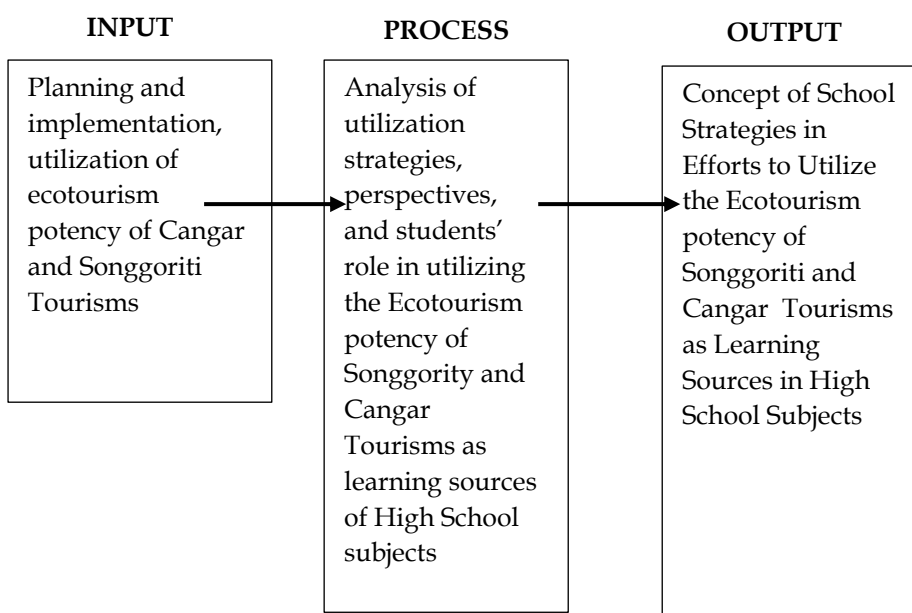 INPUT
Planning and
implementation,
utilization of
ecotourism
potency of Cangar
and Songgoriti
Tourisms
PROCESS
Analysis of
utilization
strategies,
perspectives,
and students’
role in utilizing
the Ecotourism
potency of
Songgority and
Cangar
Tourisms as
learning sources
of High School
subjects
OUTPUT
Concept of School
Strategies in
Efforts to Utilize
the Ecotourism
potency of
Songgoriti and
Cangar Tourisms
as Learning
Sources in High
School Subjects